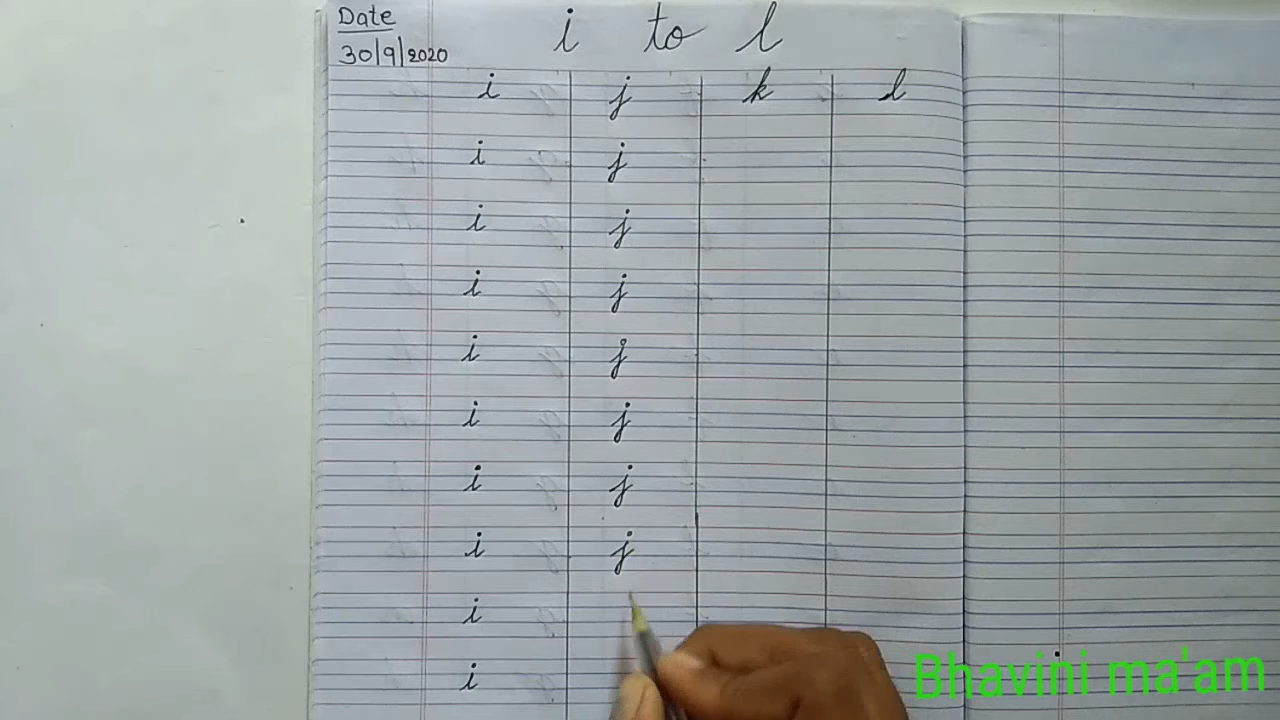 Date
30/9/2020
i to l
i j k l
i j
i j
i j
i j
i j
i j
i j
i
i
Bhavini ma'am